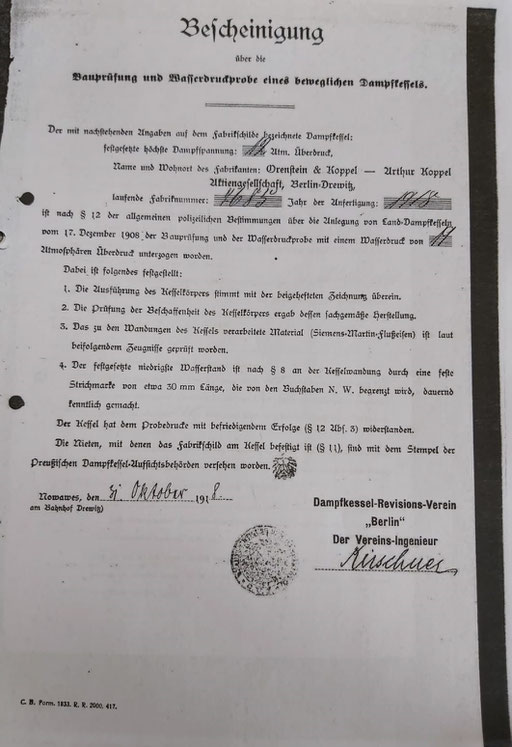 Bescheinigung
über die
Bauprüfung und Wasserdruckprobe eines beweglichen Dampfkessels.
Der mit nachstehenden Angaben auf dem Fabrikschilde bezeichnete Dampfkessel:
festgesetzte höchste Dampfspannung: 12 Atm. Überdruck,
Name und Wohnort des Fabrikanten: Orenstein & Koppel — Arthur Koppel
Aktiengesellschaft, Berlin-Drewitz,
laufende Fabriknummer: Jahr der Anfertigung: 1918
ist nach § 12 der allgemeinen polizeilichen Bestimmungen über die Anlegung von Land-Dampfkesseln
vom 17. Dezember 1908 der Bauprüfung und der Wasserdruckprobe mit einem Wasserdruck von 17
Atmosphären Überdruck unterzogen worden.
Dabei ist folgendes festgestellt:
1. Die Ausführung des Kesselkörpers stimmt mit der beigehefteten Zeichnung überein.
2. Die Prüfung der Beschaffenheit des Kesselkörpers ergab dessen fachgemäße Herstellung.
3. Das zu den Wandungen des Kessels verarbeitete Material (Siemens-Martin-Flußeisen) ist laut
beifolgendem Zeugnisse geprüft worden.
4. Der festgesetzte niedrigste Wasserstand ist nach § 8 an der Kesselwandung durch eine feste
Strichmarke von etwa 30 mm Länge, die von den Buchstaben N. W. begrenzt wird, dauernd
kenntlich gemacht.
Der Kessel hat dem Probedrucke mit befriedigendem Erfolge (§ 12 Abs. 3) widerstanden.
Die Nieten, mit denen das Fabrikschild am Kessel befestigt ist (§ 11), sind mit dem Stempel der
Preußischen Dampfkessel-Aufsichtsbehörden versehen worden.
Nowawes, den 31 Oktober 1918.
am Bahnhof Drewitz)
Dampfkessel-Revisions-Verein
„Berlin"
Der Vereins-Ingenieur
Kirschner
C. B. Form. 1833. R. R. 2000. 417.